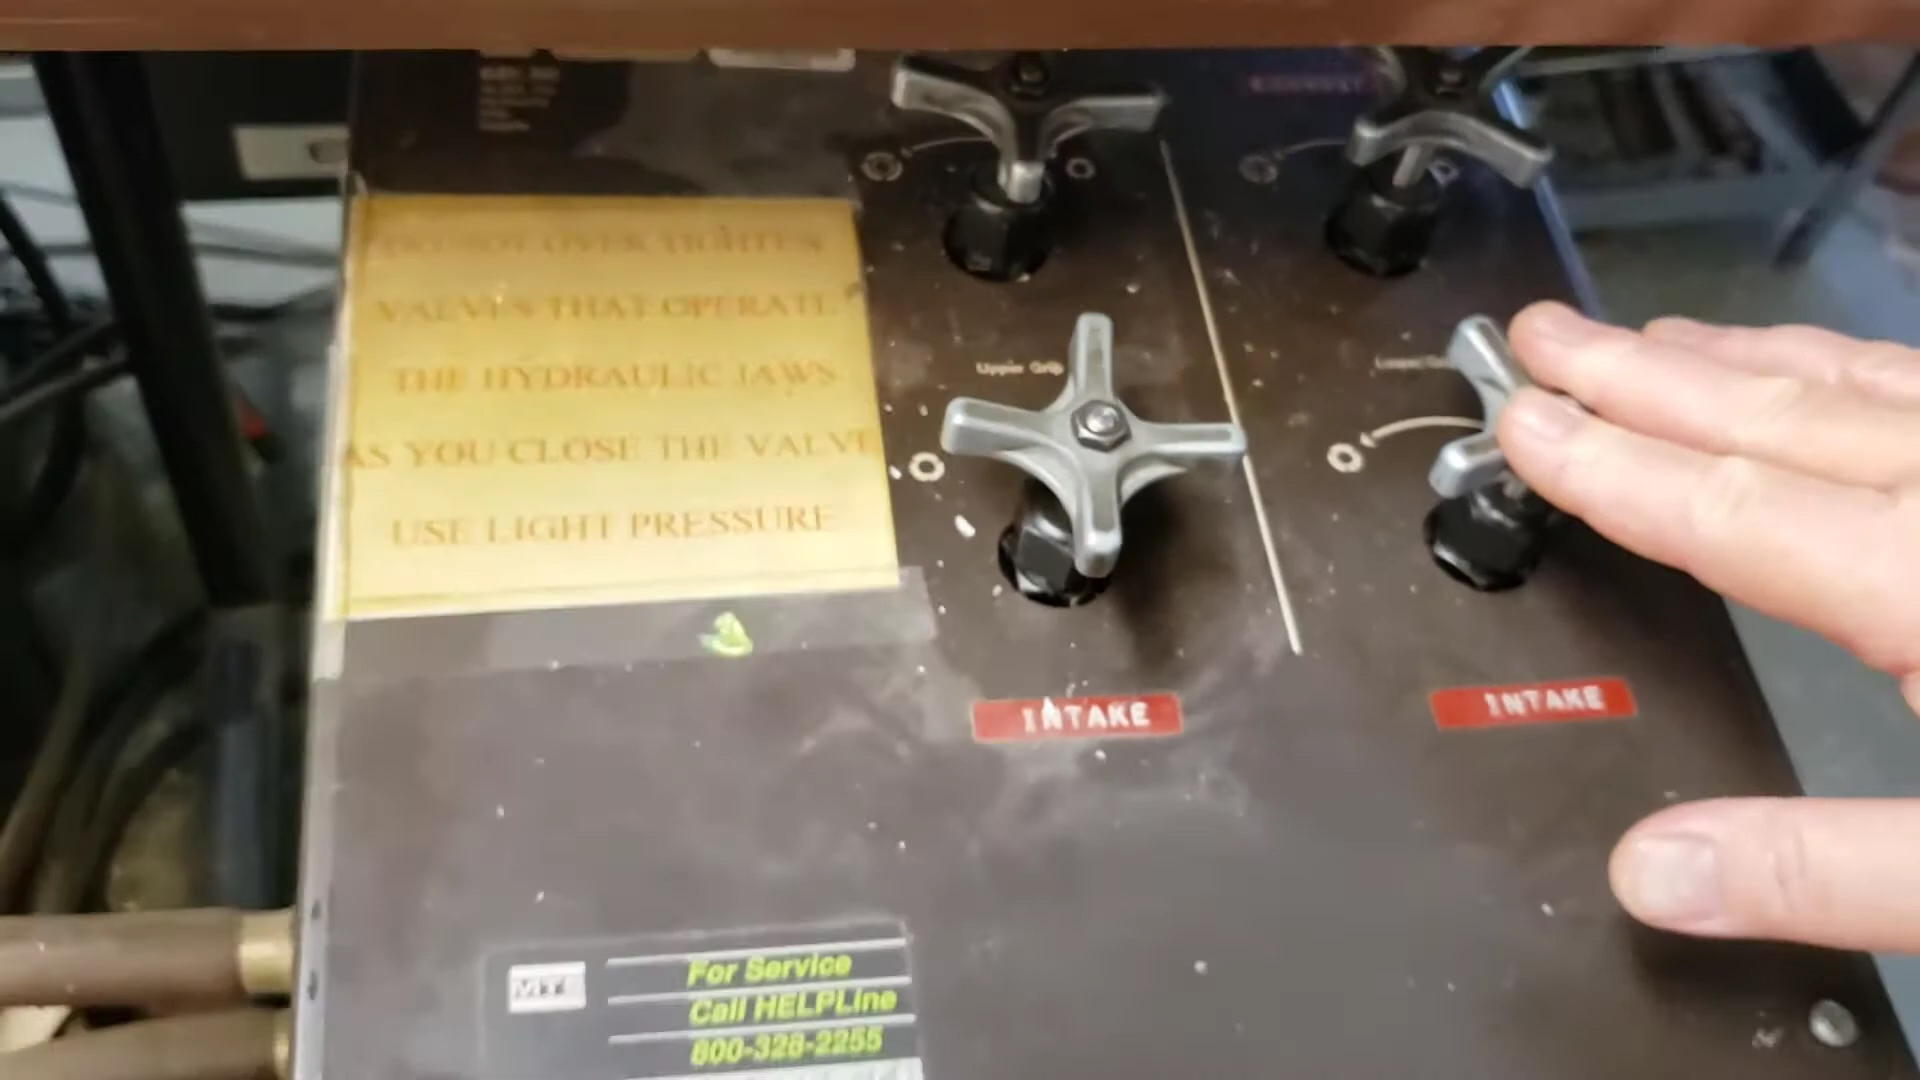 DO NOT OVER TIGHTEN
VALVES THAT OPERATE
THE HYDRAULIC JAWS
AS YOU CLOSE THE VALVE
USE LIGHT PRESSURE
Upper Grip
INTAKE
INTAKE
MTS
For Service
Call HELPLine
800-328-2255